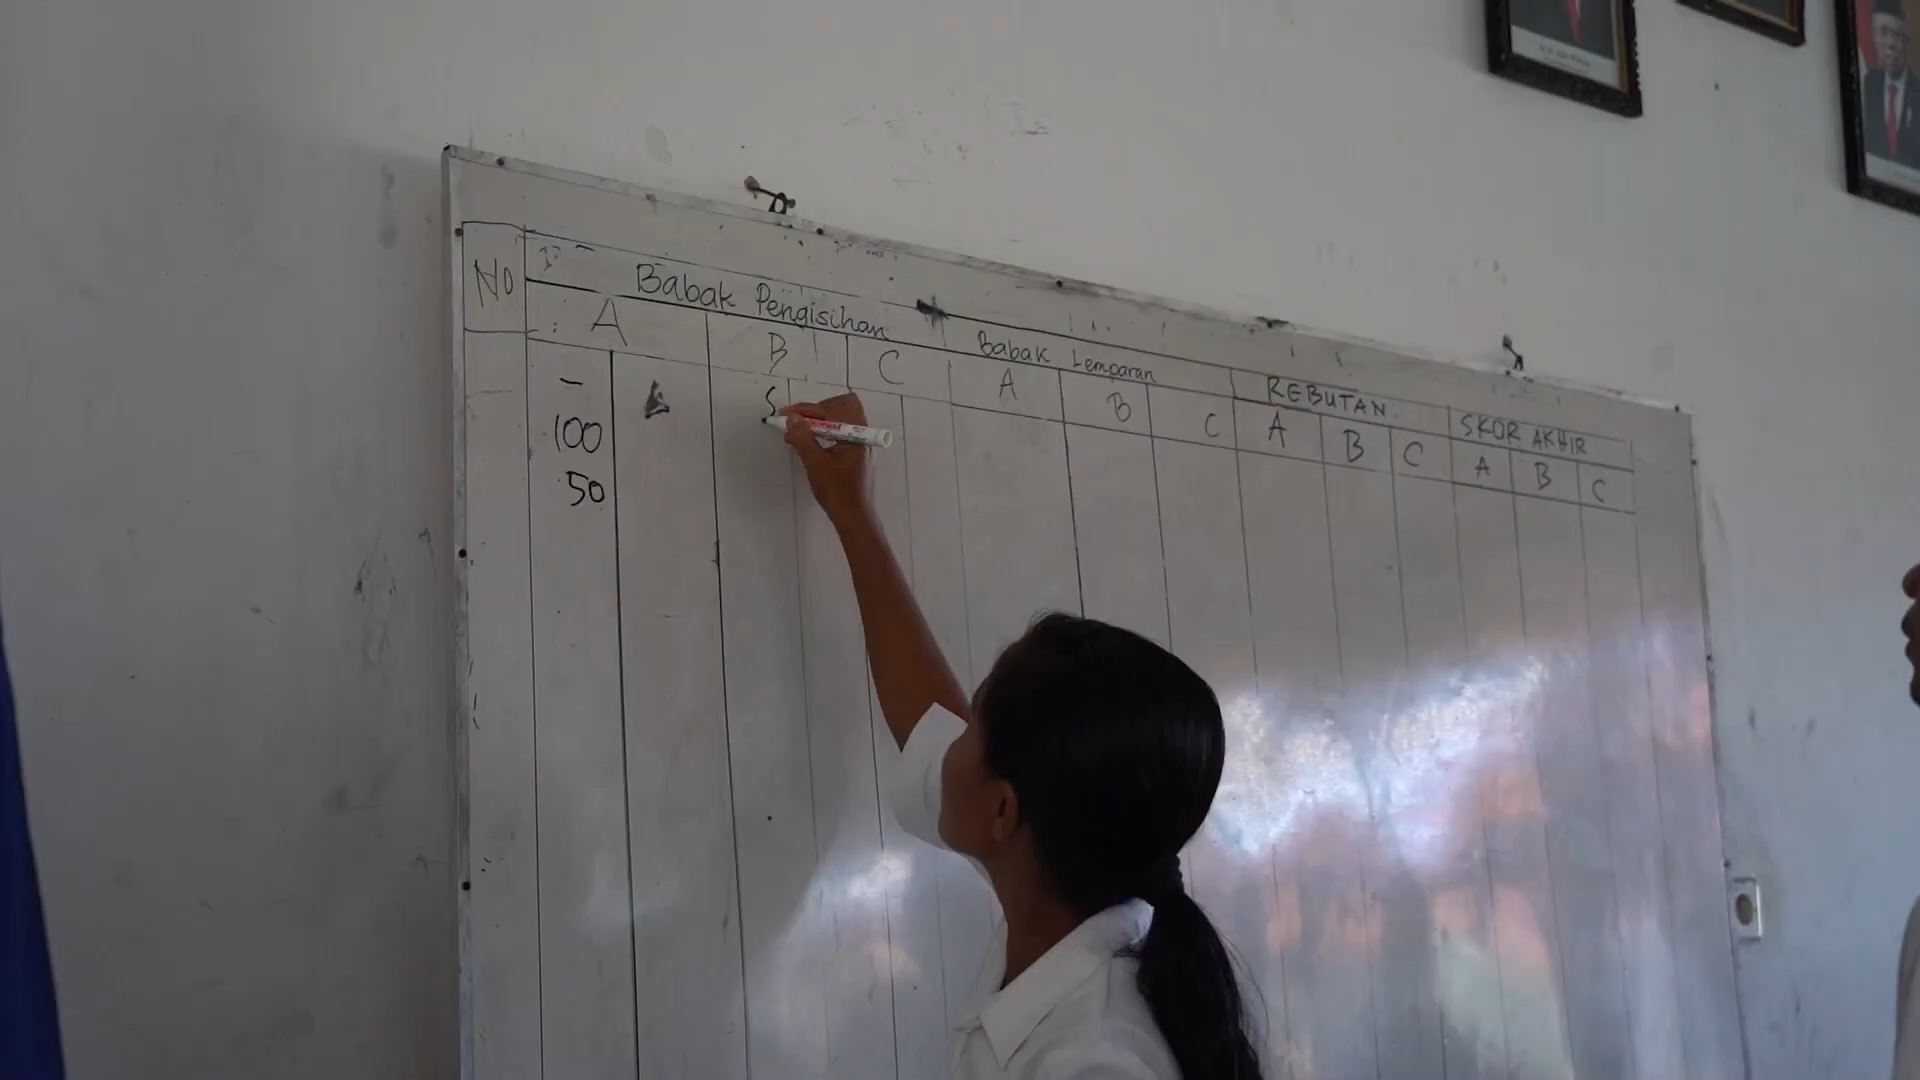 NO
Babak Pengisihan
Babak Lemparan
REBUTAN
SKOR AKHIR
A B C A B C A B C A B C
–
100
50
S